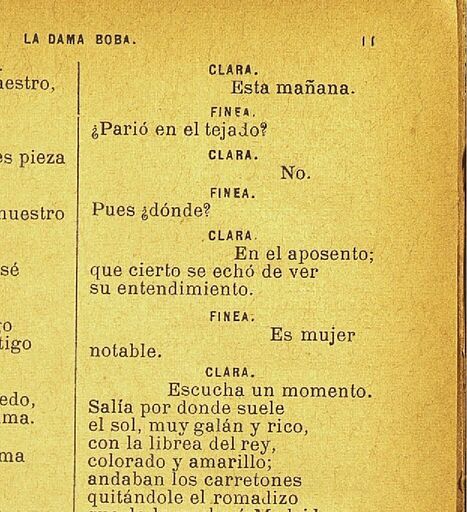 LA DAMA BOBA.
11
nestro,
es pieza
nuestro
sé
tigo
edo,
ma
CLARA.
Esta mañana.
FINEA.
¿Parió en el tejado?
CLARA.
No.
FINEA.
Pues ¿dónde?
CLARA.
En el aposento;
que cierto se echó de ver
su entendimiento.
FINEA.
Es mujer
notable.
CLARA.
Escucha un momento.
Salía por donde suele
el sol, muy galán y rico,
con la librea del rey,
colorado y amarillo;
andaban los carretones
quitándole el romadizo